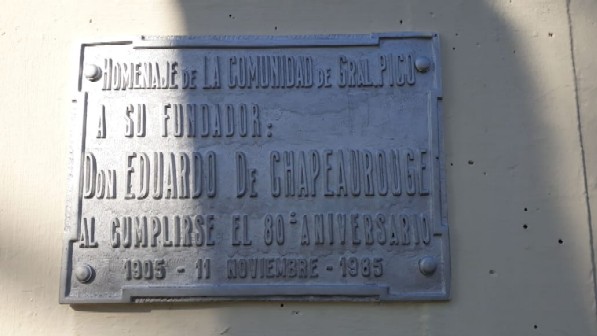 HOMENAJE DE LA COMUNIDAD DE GRAL. PICO
A SU FUNDADOR:
DON EDUARDO DE CHAPEAUROUGE
AL CUMPLIRSE EL 80º ANIVERSARIO
1905 - 11 NOVIEMBRE - 1985